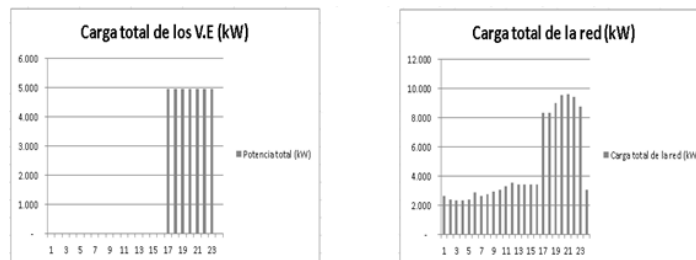 Carga total de los V.E (kW)
6.000
5.000
4.000
3.000
2.000
1.000
-
1 3 5 7 9 11 13 15 17 19 21 23
Potencia total (kW)
Carga total de la red (kW)
12.000
10.000
8.000
6.000
4.000
2.000
-
1 3 5 7 9 11 13 15 17 19 21 23
Carga total de la red (kW